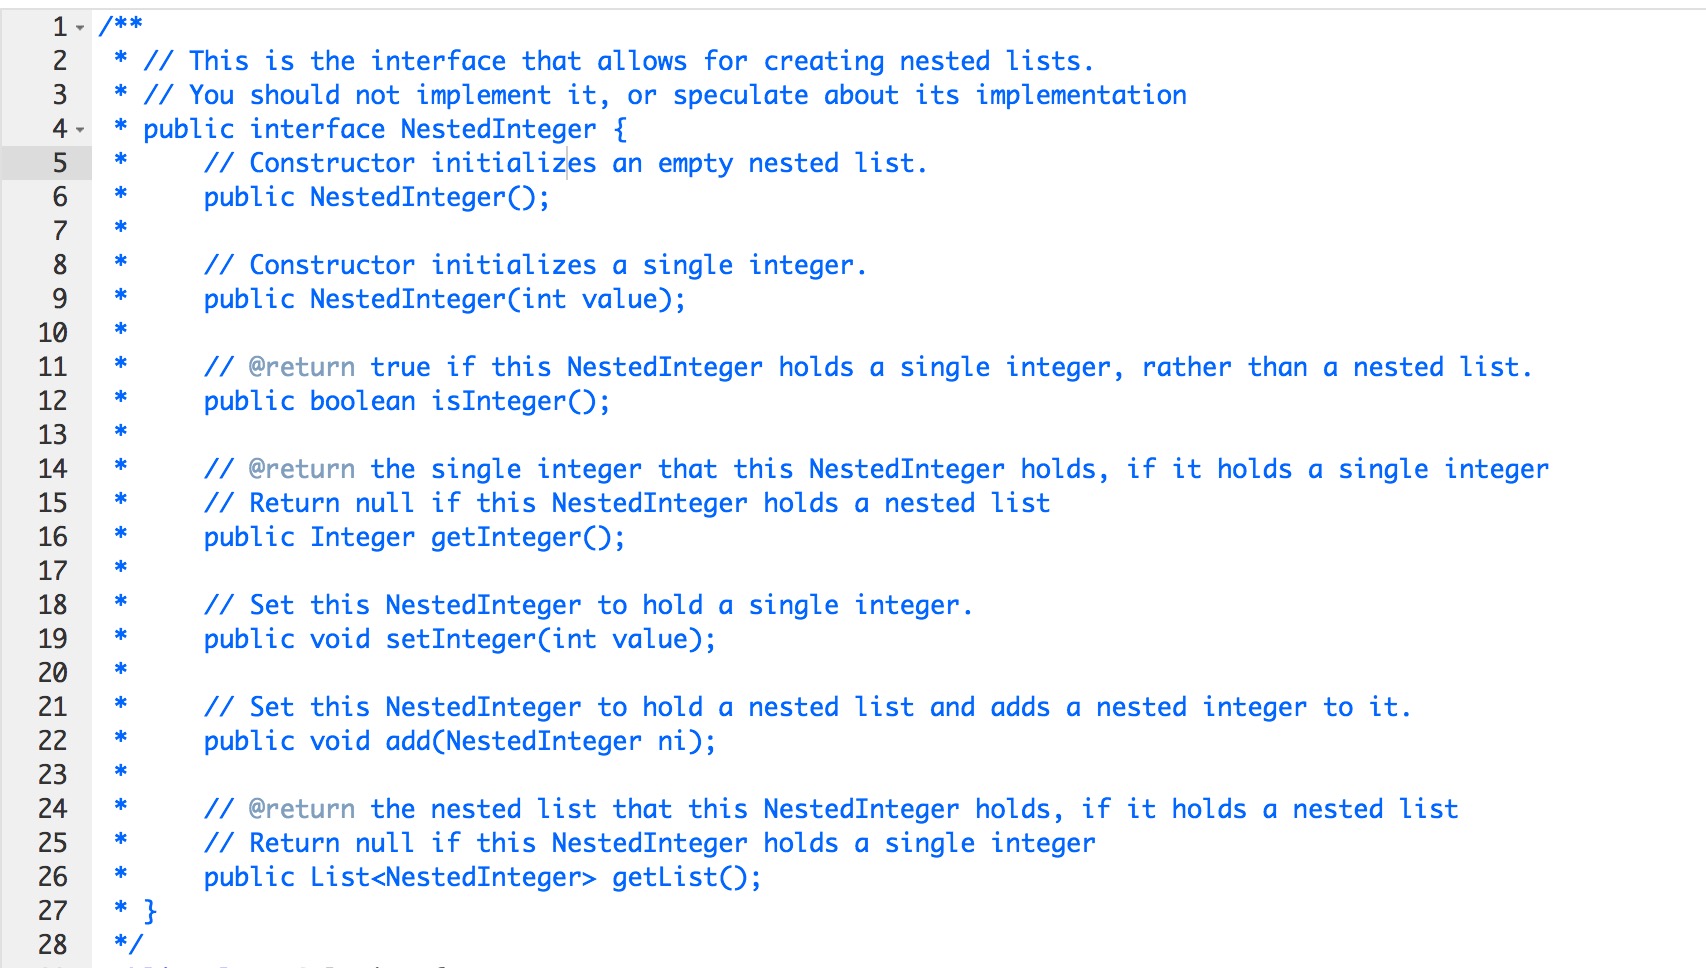 1 /**
2  * // This is the interface that allows for creating nested lists.
3  * // You should not implement it, or speculate about its implementation
4  * public interface NestedInteger {
5  *     // Constructor initializes an empty nested list.
6  *     public NestedInteger();
7  *
8  *     // Constructor initializes a single integer.
9  *     public NestedInteger(int value);
10  *
11  *     // @return true if this NestedInteger holds a single integer, rather than a nested list.
12  *     public boolean isInteger();
13  *
14  *     // @return the single integer that this NestedInteger holds, if it holds a single integer
15  *     // Return null if this NestedInteger holds a nested list
16  *     public Integer getInteger();
17  *
18  *     // Set this NestedInteger to hold a single integer.
19  *     public void setInteger(int value);
20  *
21  *     // Set this NestedInteger to hold a nested list and adds a nested integer to it.
22  *     public void add(NestedInteger ni);
23  *
24  *     // @return the nested list that this NestedInteger holds, if it holds a nested list
25  *     // Return null if this NestedInteger holds a single integer
26  *     public List<NestedInteger> getList();
27  * }
28  */